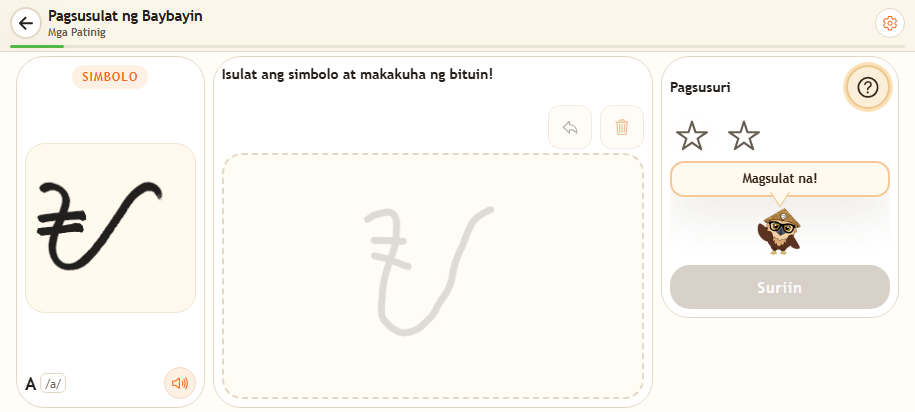 Pagsusulat ng Baybayin
Mga Patinig
SIMBOLO
ᜀ
A /a/
Isulat ang simbolo at makakuha ng bituin!
ᜀ
Pagsusuri
?
Magsulat na!
Suriin